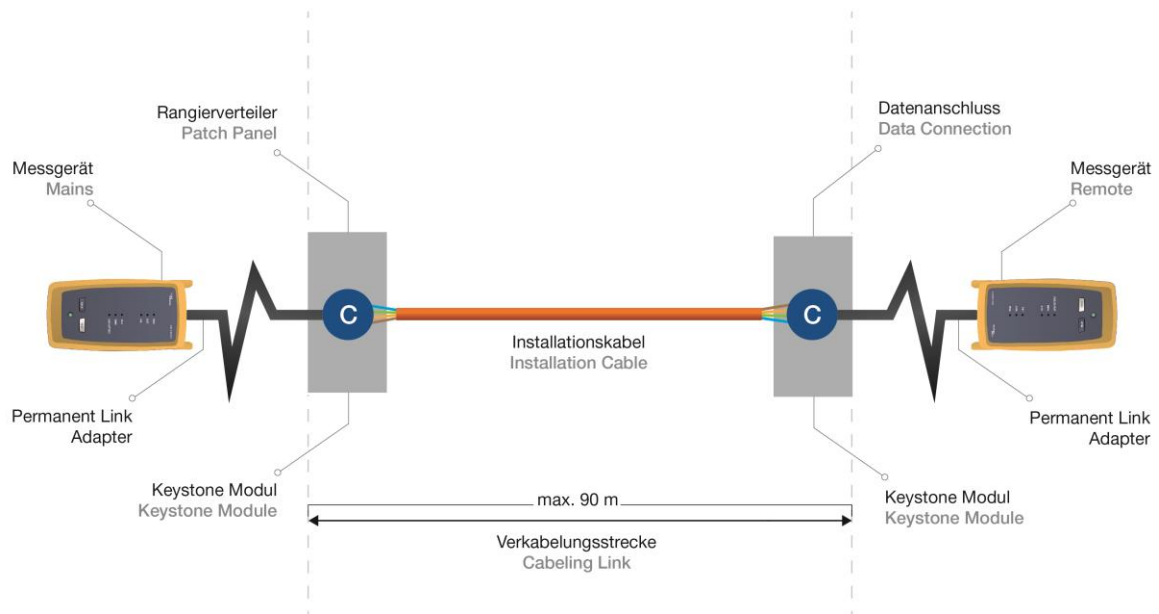 Rangierverteiler
Patch Panel
Datenanschluss
Data Connection
Messgerät
Mains
Messgerät
Remote
C
C
Installationskabel
Installation Cable
Permanent Link
Adapter
Permanent Link
Adapter
Keystone Modul
Keystone Module
max. 90 m
Keystone Modul
Keystone Module
Verkabelungsstrecke
Cabeling Link